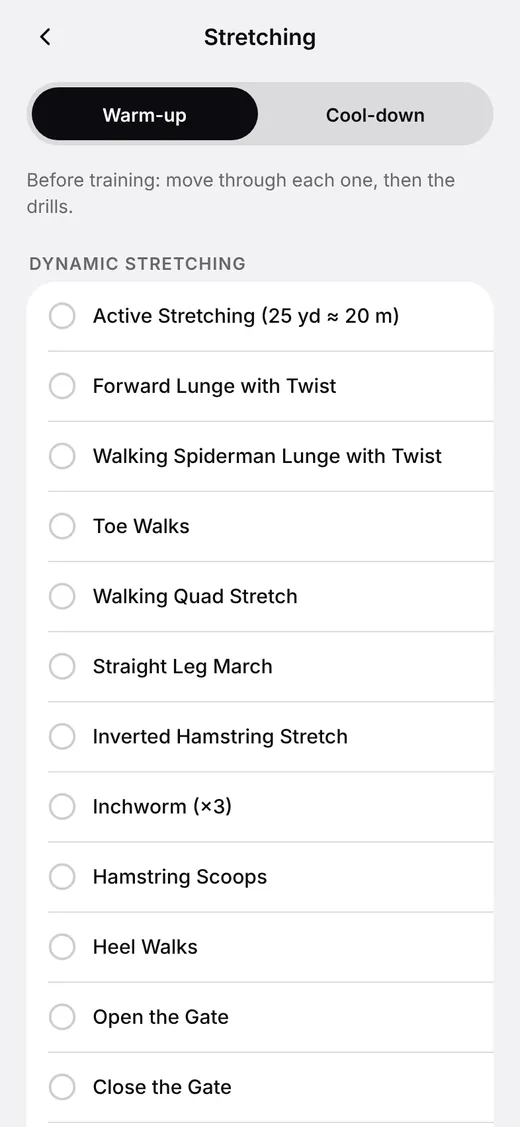 Stretching
Warm-up
Cool-down
Before training: move through each one, then the
drills.
DYNAMIC STRETCHING
Active Stretching (25 yd ≈ 20 m)
Forward Lunge with Twist
Walking Spiderman Lunge with Twist
Toe Walks
Walking Quad Stretch
Straight Leg March
Inverted Hamstring Stretch
Inchworm (×3)
Hamstring Scoops
Heel Walks
Open the Gate
Close the Gate